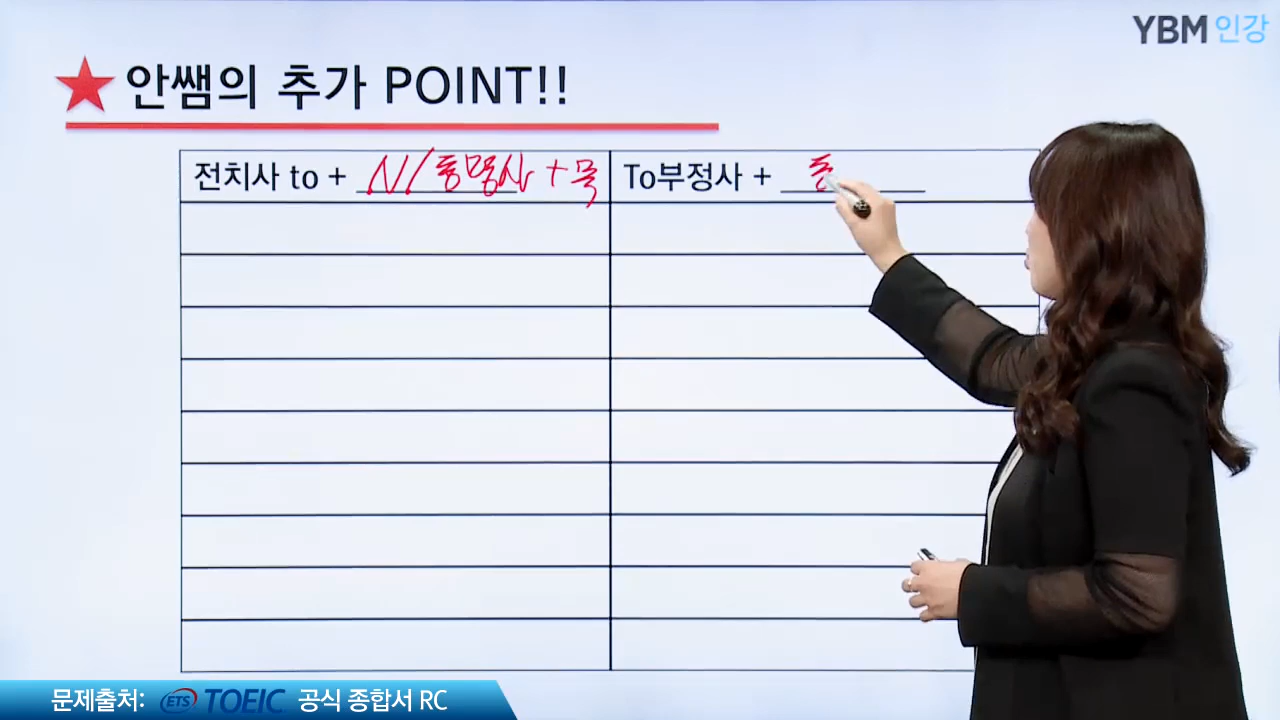 YBM 인강
안쌤의 추가 POINT!!
전치사 to + N/동명사 + 목
To부정사 + 동
문제출처: ETS TOEIC 공식 종합서 RC